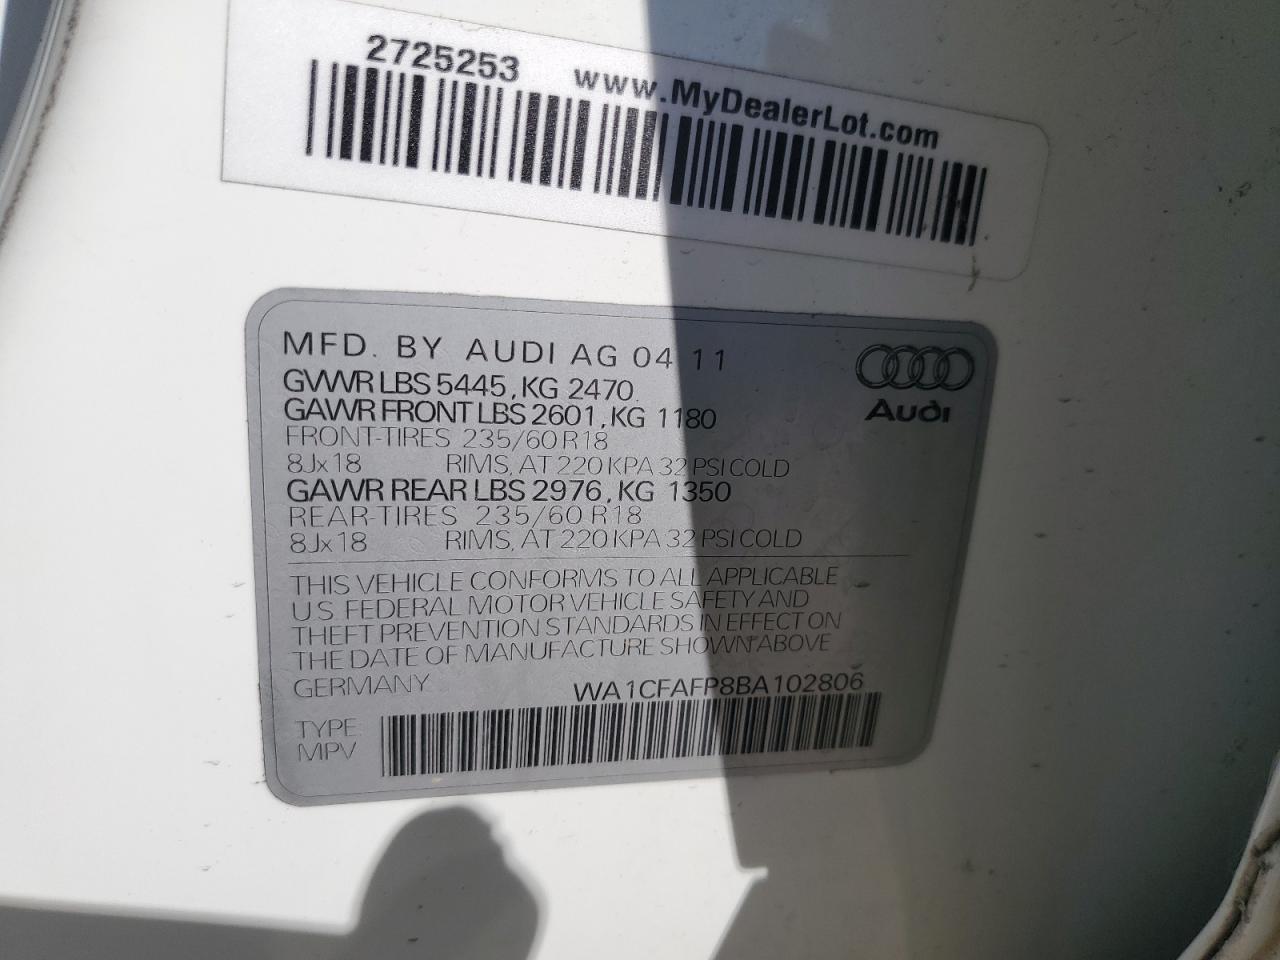 2725253 www.MyDealerLot.com
MFD. BY AUDI AG 04 11
GVWR LBS 5445, KG 2470
GAWR FRONT LBS 2601, KG 1180
FRONT-TIRES 235/60 R18
8Jx18 RIMS, AT 220 KPA 32 PSI COLD
GAWR REAR LBS 2976, KG 1350
REAR-TIRES 235/60 R18
8Jx18 RIMS, AT 220 KPA 32 PSI COLD
Audi
THIS VEHICLE CONFORMS TO ALL APPLICABLE
U.S. FEDERAL MOTOR VEHICLE SAFETY AND
THEFT PREVENTION STANDARDS IN EFFECT ON
THE DATE OF MANUFACTURE SHOWN ABOVE
GERMANY WA1CFAFP8BA102806
TYPE
MPV